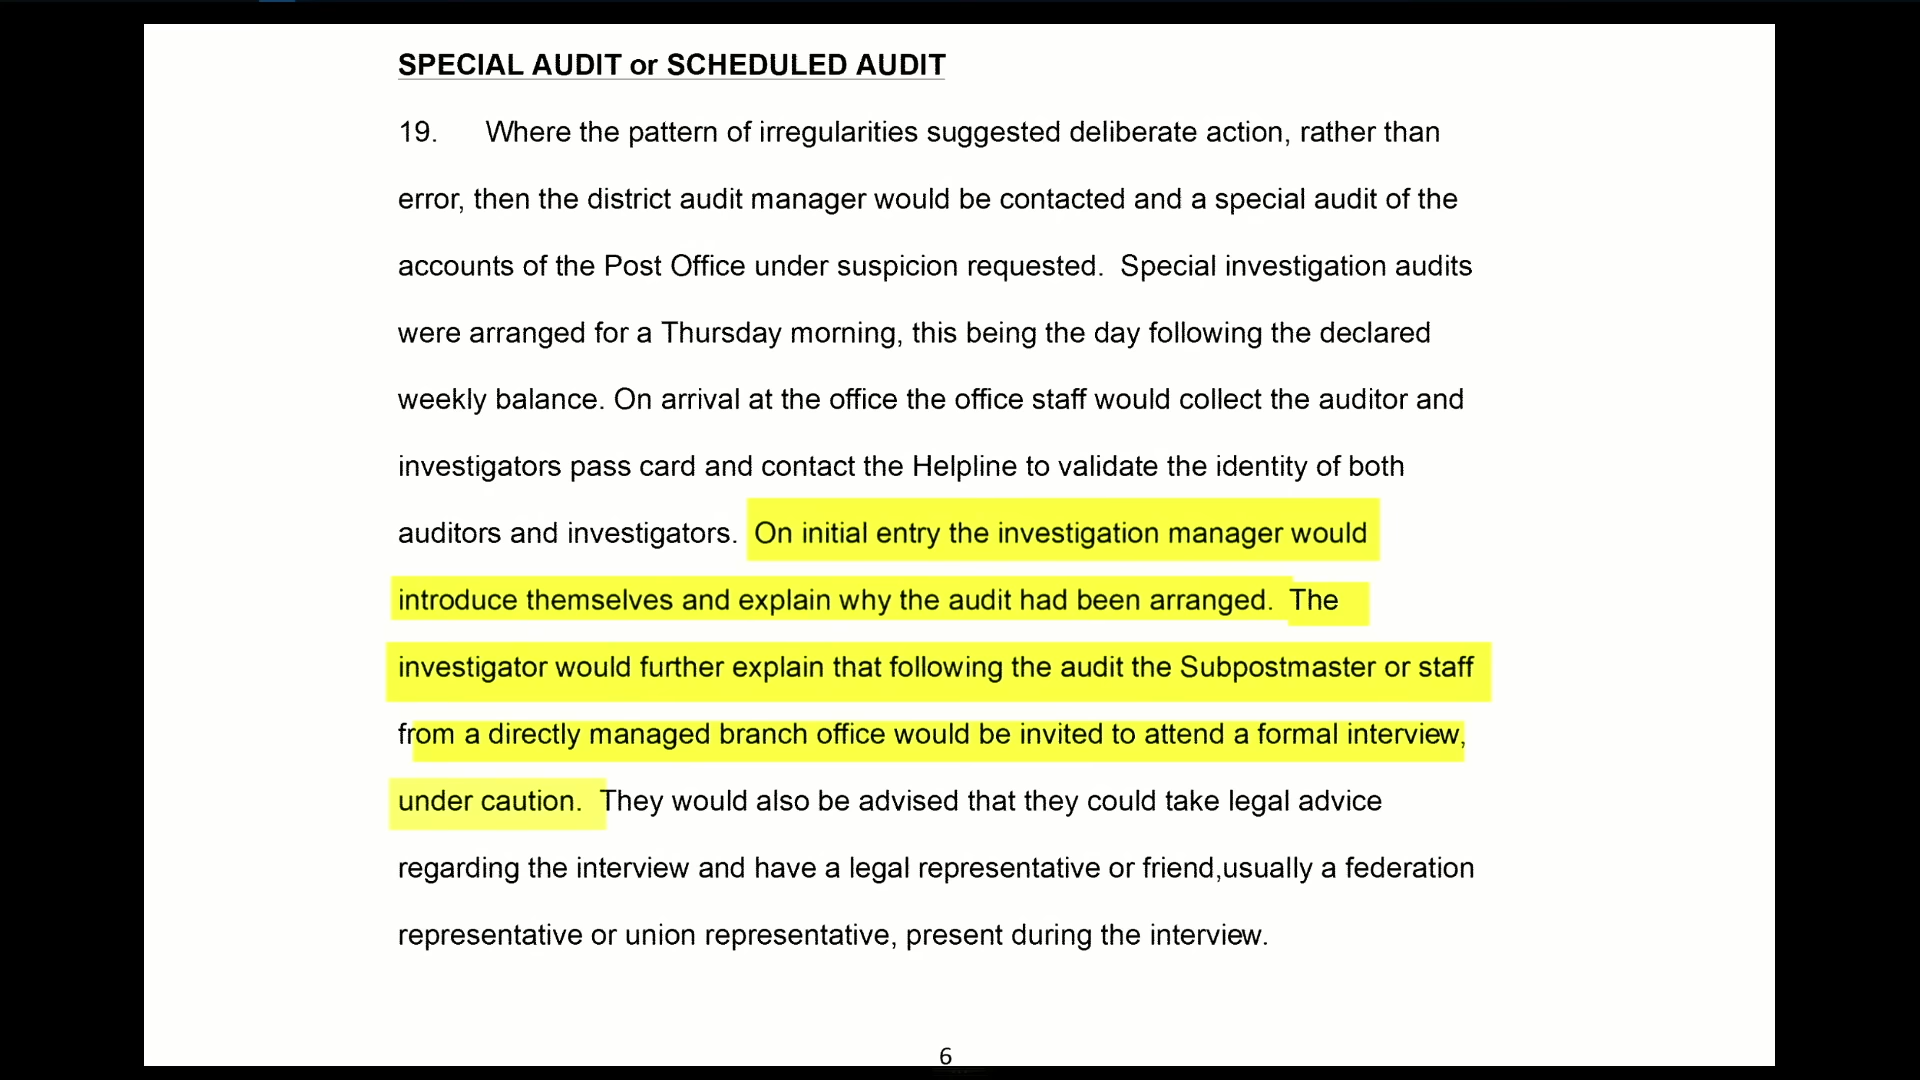 SPECIAL AUDIT or SCHEDULED AUDIT
19. Where the pattern of irregularities suggested deliberate action, rather than
error, then the district audit manager would be contacted and a special audit of the
accounts of the Post Office under suspicion requested. Special investigation audits
were arranged for a Thursday morning, this being the day following the declared
weekly balance. On arrival at the office the office staff would collect the auditor and
investigators pass card and contact the Helpline to validate the identity of both
auditors and investigators. On initial entry the investigation manager would
introduce themselves and explain why the audit had been arranged. The
investigator would further explain that following the audit the Subpostmaster or staff
from a directly managed branch office would be invited to attend a formal interview,
under caution. They would also be advised that they could take legal advice
regarding the interview and have a legal representative or friend,usually a federation
representative or union representative, present during the interview.
6